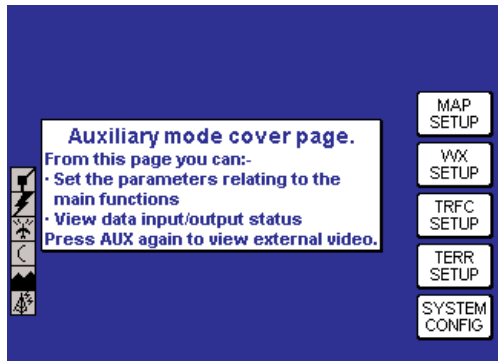 Auxiliary mode cover page.
From this page you can:-
· Set the parameters relating to the
main functions
· View data input/output status
Press AUX again to view external video.
MAP
SETUP
WX
SETUP
TRFC
SETUP
TERR
SETUP
SYSTEM
CONFIG